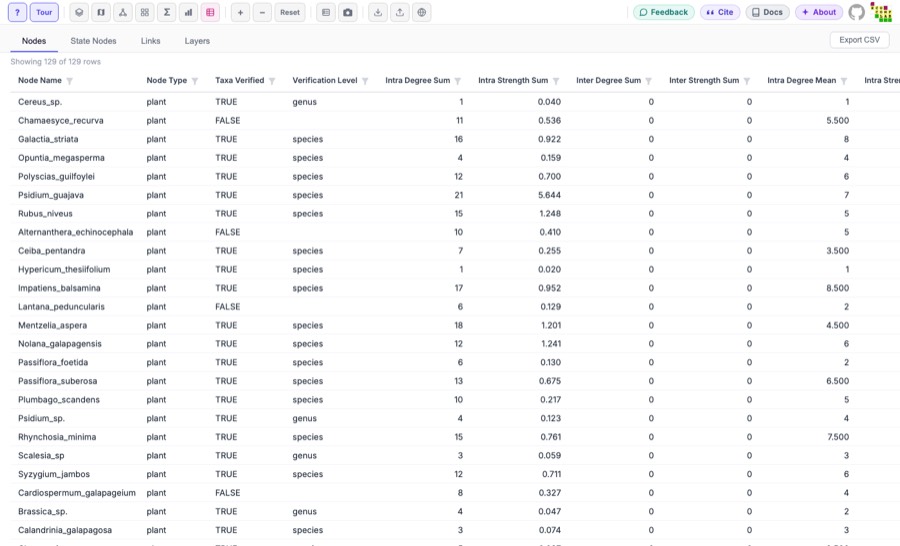 ? Tour Σ + − Reset Feedback Cite Docs About
Nodes State Nodes Links Layers Export CSV
Showing 129 of 129 rows
Node Name Node Type Taxa Verified Verification Level Intra Degree Sum Intra Strength Sum Inter Degree Sum Inter Strength Sum Intra Degree Mean Intra Stre
Cereus_sp. plant TRUE genus 1 0.040 0 0 1
Chamaesyce_recurva plant FALSE 11 0.536 0 0 5.500
Galactia_striata plant TRUE species 16 0.922 0 0 8
Opuntia_megasperma plant TRUE species 4 0.159 0 0 4
Polyscias_guilfoylei plant TRUE species 12 0.700 0 0 6
Psidium_guajava plant TRUE species 21 5.644 0 0 7
Rubus_niveus plant TRUE species 15 1.248 0 0 5
Alternanthera_echinocephala plant FALSE 10 0.410 0 0 5
Ceiba_pentandra plant TRUE species 7 0.255 0 0 3.500
Hypericum_thesiifolium plant TRUE species 1 0.020 0 0 1
Impatiens_balsamina plant TRUE species 17 0.952 0 0 8.500
Lantana_peduncularis plant FALSE 6 0.129 0 0 2
Mentzelia_aspera plant TRUE species 18 1.201 0 0 4.500
Nolana_galapagensis plant TRUE species 12 1.241 0 0 6
Passiflora_foetida plant TRUE species 6 0.130 0 0 2
Passiflora_suberosa plant TRUE species 13 0.675 0 0 6.500
Plumbago_scandens plant TRUE species 10 0.217 0 0 5
Psidium_sp. plant TRUE genus 4 0.123 0 0 4
Rhynchosia_minima plant TRUE species 15 0.761 0 0 7.500
Scalesia_sp plant TRUE genus 3 0.059 0 0 3
Syzygium_jambos plant TRUE species 12 0.711 0 0 6
Cardiospermum_galapageium plant FALSE 8 0.327 0 0 4
Brassica_sp. plant TRUE genus 4 0.047 0 0 2
Calandrinia_galapagosa plant TRUE species 3 0.074 0 0 3